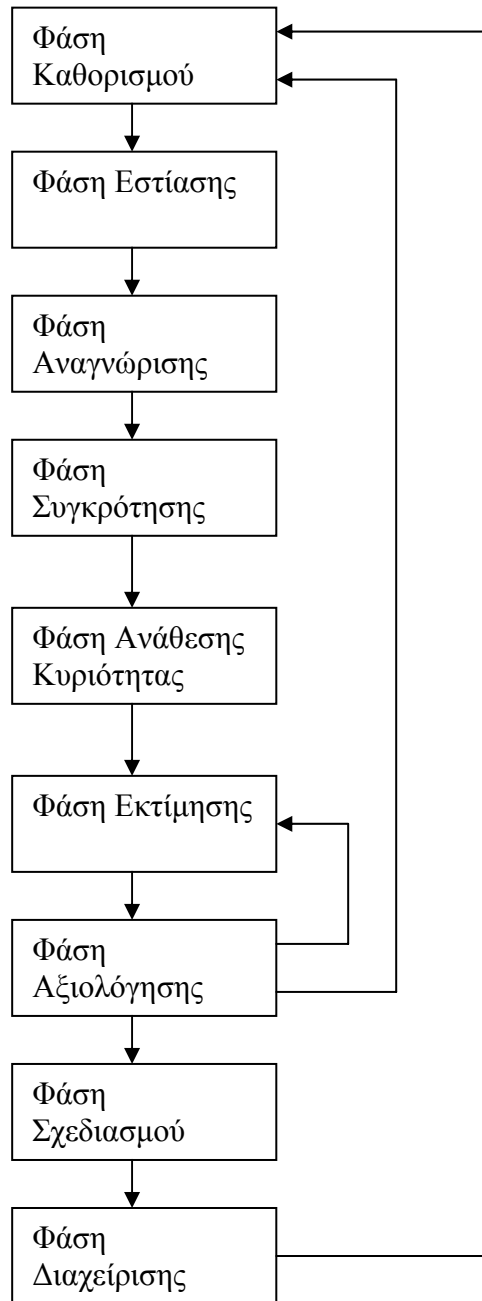 Φάση
Καθορισμού
Φάση Εστίασης
Φάση
Αναγνώρισης
Φάση
Συγκρότησης
Φάση Ανάθεσης
Κυριότητας
Φάση Εκτίμησης
Φάση
Αξιολόγησης
Φάση
Σχεδιασμού
Φάση
Διαχείρισης